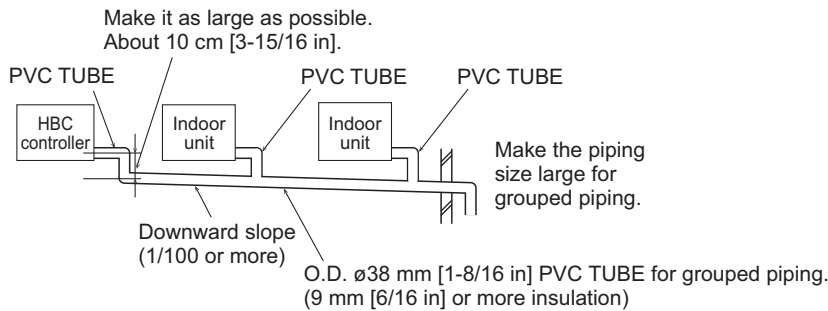 Make it as large as possible.
About 10 cm [3-15/16 in].
PVC TUBE
PVC TUBE
PVC TUBE
HBC
controller
Indoor
unit
Indoor
unit
Make the piping
size large for
grouped piping.
Downward slope
(1/100 or more)
O.D. ø38 mm [1-8/16 in] PVC TUBE for grouped piping.
(9 mm [6/16 in] or more insulation)